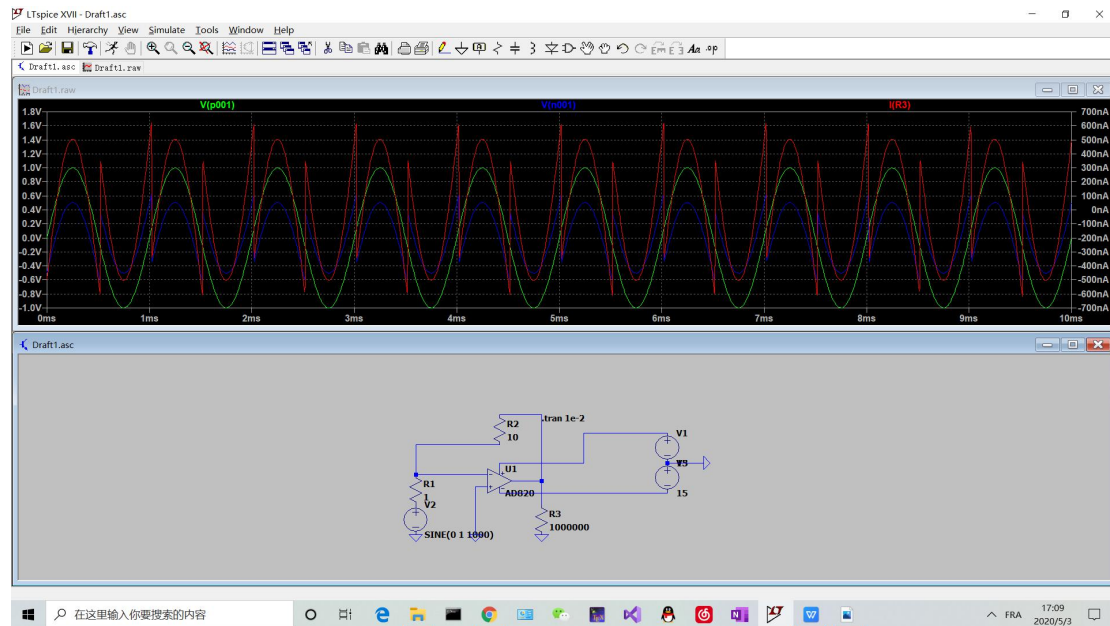 LTspice XVII - Draft1.asc
File Edit Hierarchy View Simulate Tools Window Help
Draft1.asc Draft1.raw
Draft1.raw
V(p001) V(n001) I(R3)
1.8V 700nA
1.6V 600nA
1.4V 500nA
1.2V 400nA
1.0V 300nA
0.8V 200nA
0.6V 100nA
0.4V 0nA
0.2V -100nA
0.0V -200nA
-0.2V -300nA
-0.4V -400nA
-0.6V -500nA
-0.8V -600nA
-1.0V -700nA
0ms 1ms 2ms 3ms 4ms 5ms 6ms 7ms 8ms 9ms 10ms
Draft1.asc
.tran 1e-2
R2
10
V1
U1
R1
1
AD820
15
V2
R3
SINE(0 1 1000)
1000000
在这里输入你要搜索的内容
FRA
17:09
2020/5/3